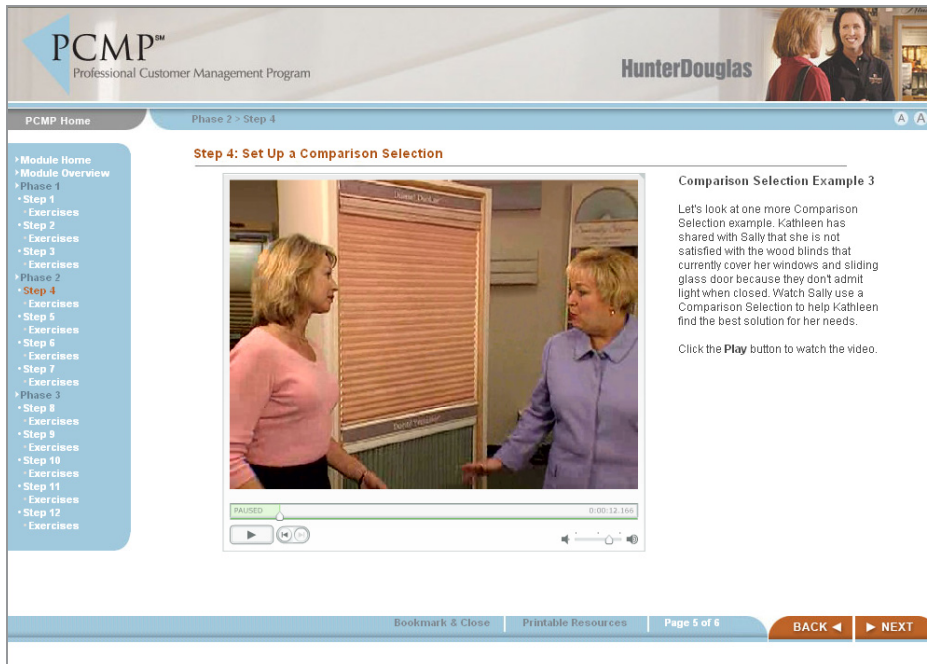 PCMP℠
Professional Customer Management Program
HunterDouglas
PCMP Home
Phase 2 > Step 4
A A
Module Home
Module Overview
Phase 1
Step 1
Exercises
Step 2
Exercises
Step 3
Exercises
Phase 2
Step 4
Exercises
Step 5
Exercises
Step 6
Exercises
Step 7
Exercises
Phase 3
Step 8
Exercises
Step 9
Exercises
Step 10
Exercises
Step 11
Exercises
Step 12
Exercises
Step 4: Set Up a Comparison Selection
PAUSED
0:00:12.166
Comparison Selection Example 3
Let's look at one more Comparison
Selection example. Kathleen has
shared with Sally that she is not
satisfied with the wood blinds that
currently cover her windows and sliding
glass door because they don't admit
light when closed. Watch Sally use a
Comparison Selection to help Kathleen
find the best solution for her needs.
Click the Play button to watch the video.
Bookmark & Close
Printable Resources
Page 5 of 6
BACK
NEXT